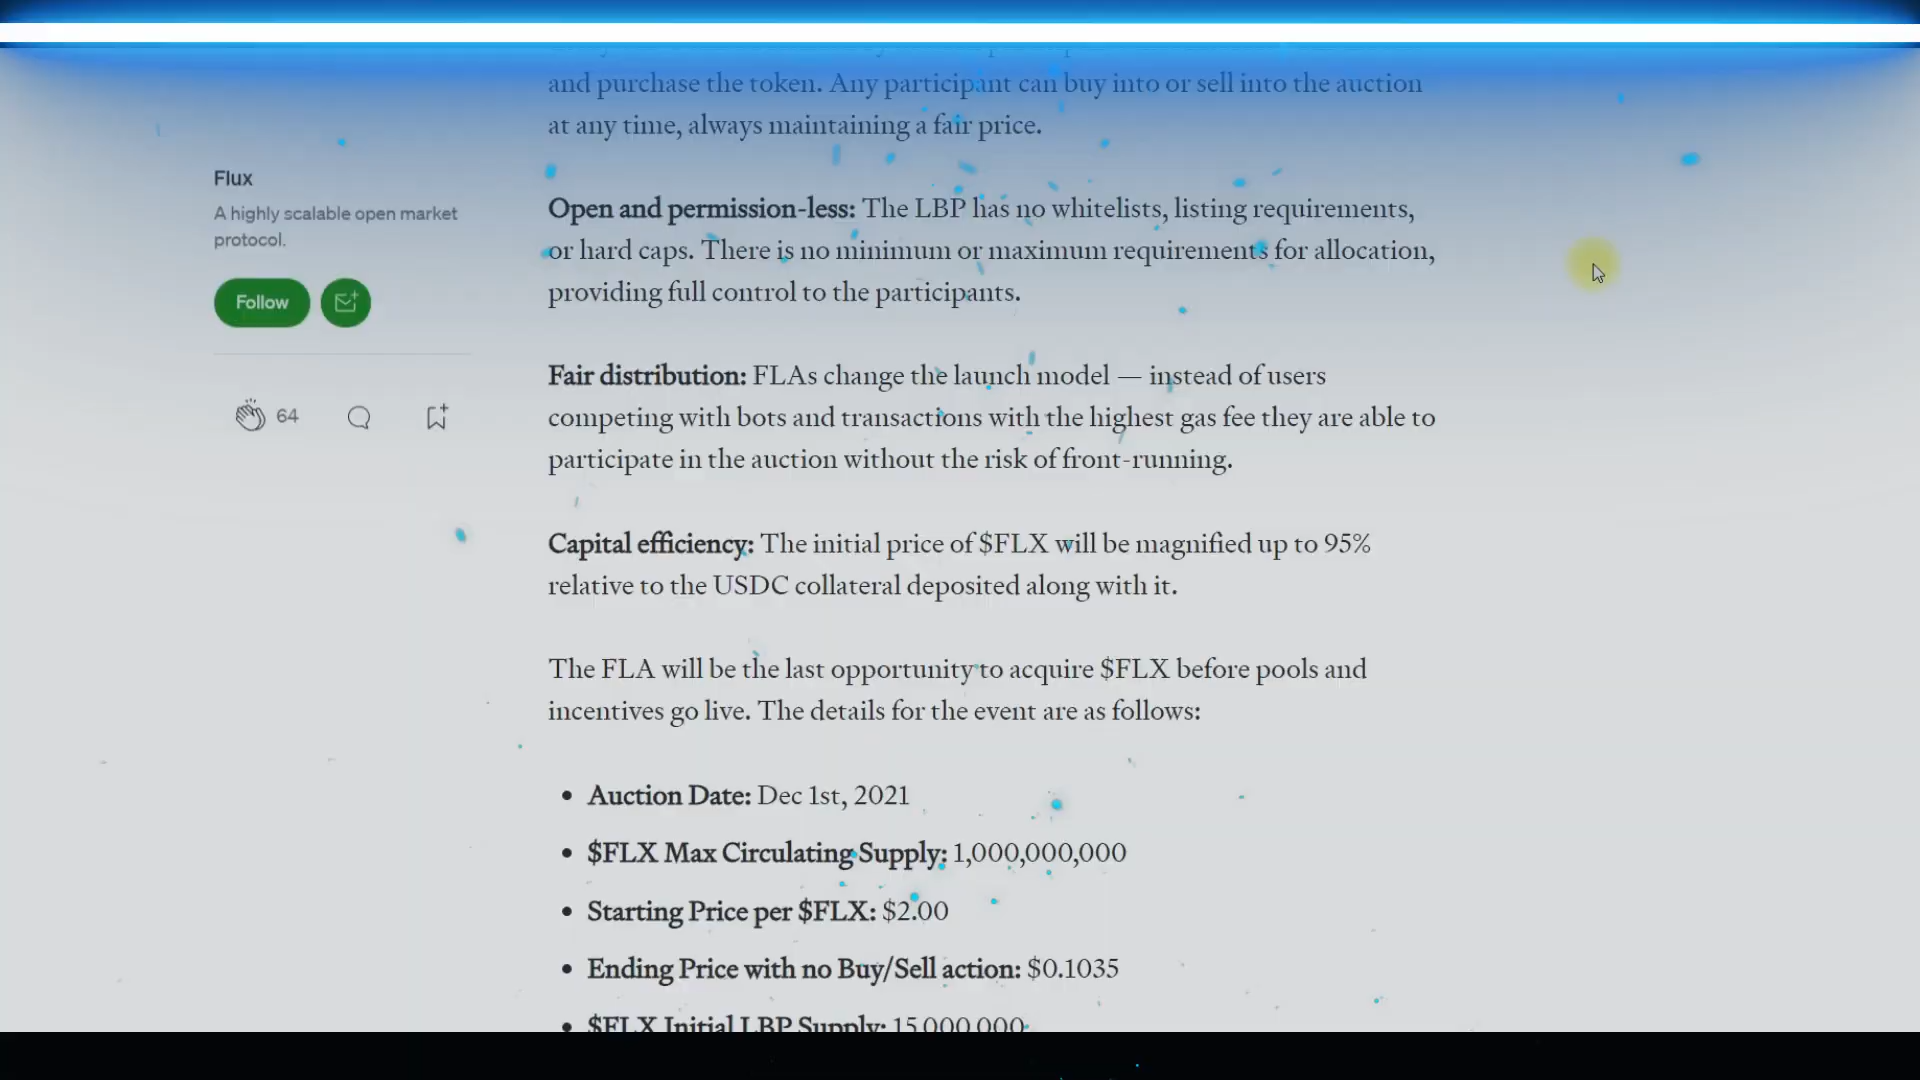 and purchase the token. Any participant can buy into or sell into the auction
at any time, always maintaining a fair price.
Flux
A highly scalable open market
protocol.
Follow
64
Open and permission-less: The LBP has no whitelists, listing requirements,
or hard caps. There is no minimum or maximum requirements for allocation,
providing full control to the participants.
Fair distribution: FLAs change the launch model — instead of users
competing with bots and transactions with the highest gas fee they are able to
participate in the auction without the risk of front-running.
Capital efficiency: The initial price of $FLX will be magnified up to 95%
relative to the USDC collateral deposited along with it.
The FLA will be the last opportunity to acquire $FLX before pools and
incentives go live. The details for the event are as follows:
• Auction Date: Dec 1st, 2021
• $FLX Max Circulating Supply: 1,000,000,000
• Starting Price per $FLX: $2.00
• Ending Price with no Buy/Sell action: $0.1035
• $FLX Initial LBP Supply: 15,000,000